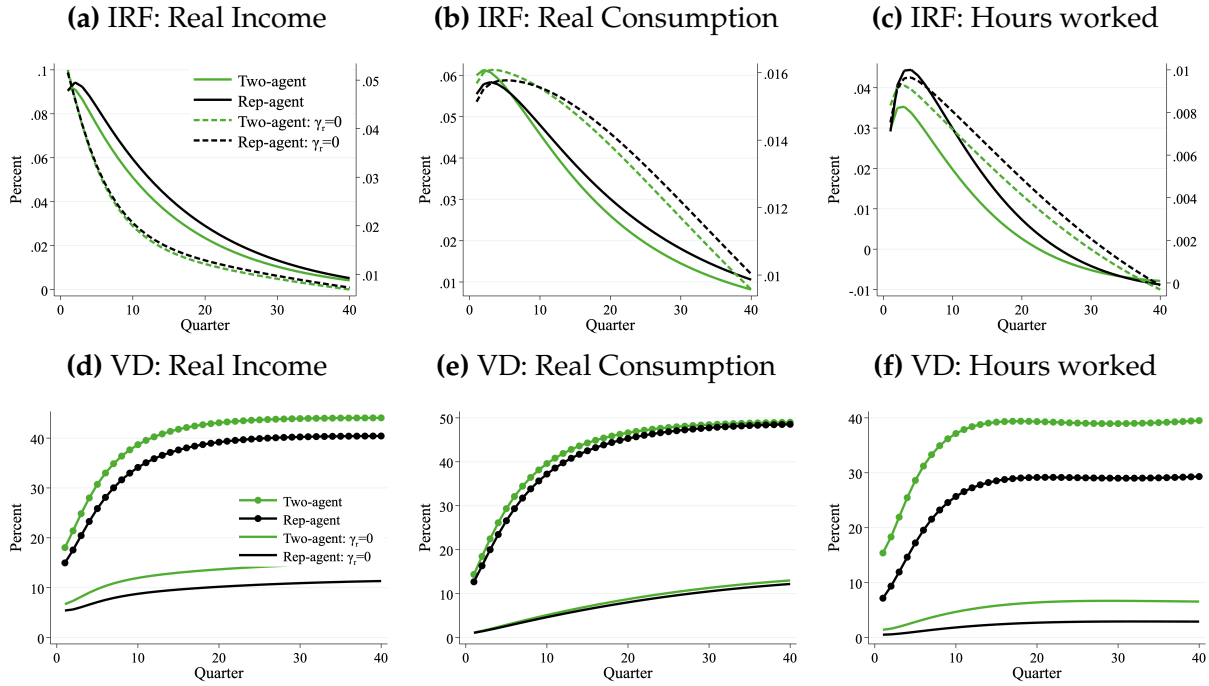 (a) IRF: Real Income
Percent
.1
.08
.06
.04
.02
0
.05
.04
.03
.02
.01
Two-agent
Rep-agent
Two-agent: γr=0
Rep-agent: γr=0
0 10 20 30 40
Quarter
(b) IRF: Real Consumption
Percent
.06
.05
.04
.03
.02
.01
.016
.014
.012
.01
0 10 20 30 40
Quarter
(c) IRF: Hours worked
Percent
.04
.03
.02
.01
0
-.01
.01
.008
.006
.004
.002
0
0 10 20 30 40
Quarter
(d) VD: Real Income
Percent
40
30
20
10
0
Two-agent
Rep-agent
Two-agent: γr=0
Rep-agent: γr=0
0 10 20 30 40
Quarter
(e) VD: Real Consumption
Percent
50
40
30
20
10
0
0 10 20 30 40
Quarter
(f) VD: Hours worked
Percent
40
30
20
10
0
0 10 20 30 40
Quarter